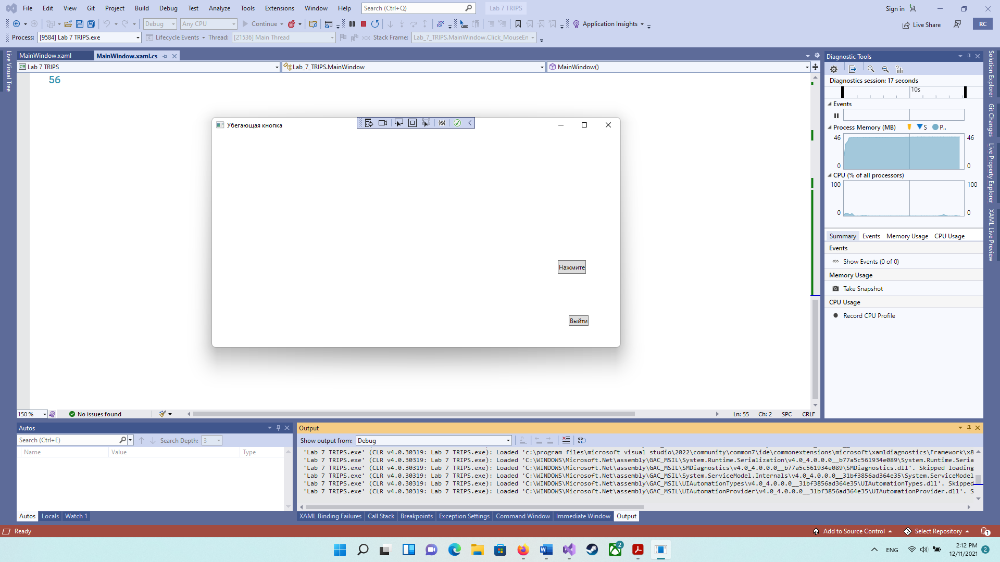 File Edit View Git Project Build Debug Test Analyze Tools Extensions Window Help Search (Ctrl+Q) Lab 7 TRIPS Sign in
Debug Any CPU Continue Application Insights Live Share RC
Process: [9584] Lab 7 TRIPS.exe Lifecycle Events Thread: [21536] Main Thread Stack Frame: Lab_7_TRIPS.MainWindow.Click_MouseEn
Live Visual Tree
MainWindow.xaml MainWindow.xaml.cs
Lab 7 TRIPS Lab_7_TRIPS.MainWindow MainWindow()
56
Убегающая кнопка
Нажмите
Выйти
150 % No issues found Ln: 55 Ch: 2 SPC CRLF
Diagnostic Tools
Diagnostics session: 17 seconds
10s
Events
Process Memory (MB) S P..
46 46
0 0
CPU (% of all processors)
100 100
0 0
Summary Events Memory Usage CPU Usage
Events
Show Events (0 of 0)
Memory Usage
Take Snapshot
CPU Usage
Record CPU Profile
Solution Explorer
Git Changes
Live Property Explorer
XAML Live Preview
Autos
Search (Ctrl+E) Search Depth: 3
Name Value Type
Autos Locals Watch 1
Output
Show output from: Debug
'Lab 7 TRIPS.exe' (CLR v4.0.30319: Lab 7 TRIPS.exe): Loaded 'c:\program files\microsoft visual studio\2022\community\common7\ide\commonextensions\microsoft\xamldiagnostics\Framework\x8
'Lab 7 TRIPS.exe' (CLR v4.0.30319: Lab 7 TRIPS.exe): Loaded 'C:\WINDOWS\Microsoft.Net\assembly\GAC_MSIL\System.Runtime.Serialization\v4.0_4.0.0.0__b77a5c561934e089\System.Runtime.Seria
'Lab 7 TRIPS.exe' (CLR v4.0.30319: Lab 7 TRIPS.exe): Loaded 'C:\WINDOWS\Microsoft.Net\assembly\GAC_MSIL\SMDiagnostics\v4.0_4.0.0.0__b77a5c561934e089\SMDiagnostics.dll'. Skipped loading
'Lab 7 TRIPS.exe' (CLR v4.0.30319: Lab 7 TRIPS.exe): Loaded 'C:\WINDOWS\Microsoft.Net\assembly\GAC_MSIL\System.ServiceModel.Internals\v4.0_4.0.0.0__31bf3856ad364e35\System.ServiceModel
'Lab 7 TRIPS.exe' (CLR v4.0.30319: Lab 7 TRIPS.exe): Loaded 'C:\WINDOWS\Microsoft.Net\assembly\GAC_MSIL\UIAutomationTypes\v4.0_4.0.0.0__31bf3856ad364e35\UIAutomationTypes.dll'. Skipped
'Lab 7 TRIPS.exe' (CLR v4.0.30319: Lab 7 TRIPS.exe): Loaded 'C:\WINDOWS\Microsoft.Net\assembly\GAC_MSIL\UIAutomationProvider\v4.0_4.0.0.0__31bf3856ad364e35\UIAutomationProvider.dll'. S
XAML Binding Failures Call Stack Breakpoints Exception Settings Command Window Immediate Window Output
Ready Add to Source Control Select Repository 1
2 ENG 2:12 PM 2
12/11/2021